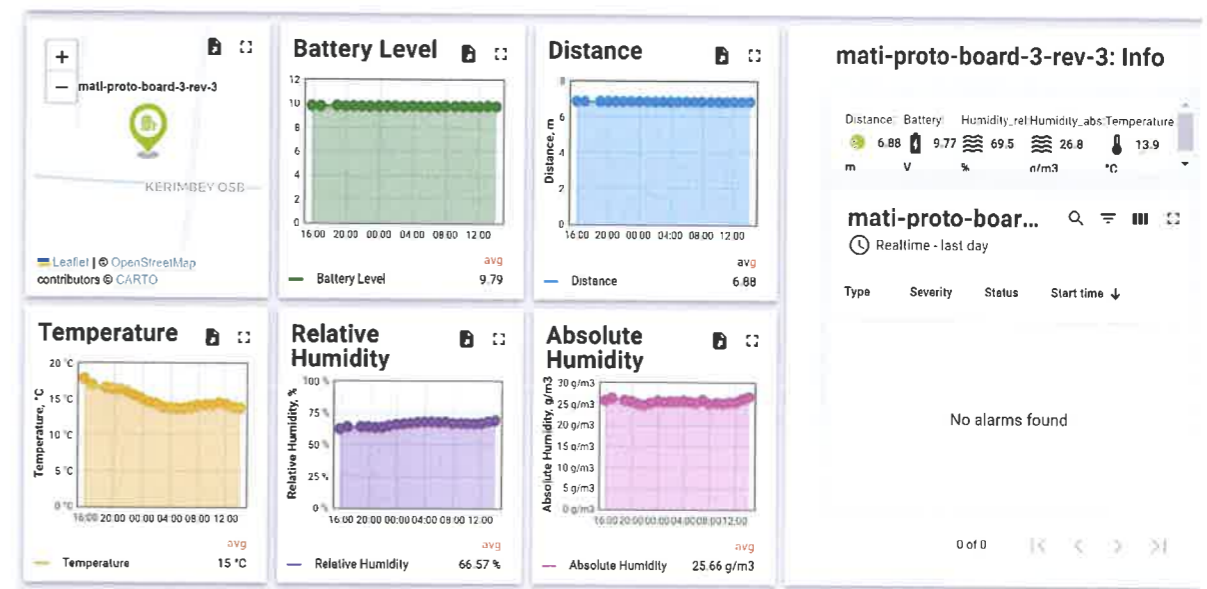 +
−
mati-proto-board-3-rev-3
KERIMBEY OSB
Leaflet | © OpenStreetMap
contributors © CARTO
Battery Level
12
10
8
6
4
2
0
16:00 20:00 00:00 04:00 08:00 12:00
avg
Battery Level 9.79
Distance
8
6
4
2
0
Distance, m
16:00 20:00 00:00 04:00 08:00 12:00
avg
Distance 6.88
mati-proto-board-3-rev-3: Info
Distance Battery Humidity_rel Humidity_abs Temperature
6.88 9.77 69.5 26.8 13.9
m V % g/m3 °C
mati-proto-boar...
Realtime - last day
Type Severity Status Start time ↓
No alarms found
0 of 0
Temperature
20 °C
15 °C
10 °C
5 °C
0 °C
Temperature, °C
16:00 20:00 00:00 04:00 08:00 12:00
avg
Temperature 15 °C
Relative
Humidity
100 %
75 %
50 %
25 %
0 %
Relative Humidity, %
16:00 20:00 00:00 04:00 08:00 12:00
avg
Relative Humidity 66.57 %
Absolute
Humidity
30 g/m3
25 g/m3
20 g/m3
15 g/m3
10 g/m3
5 g/m3
0 g/m3
Absolute Humidity, g/m3
16:00 20:00 00:00 04:00 08:00 12:00
avg
Absolute Humidity 25.66 g/m3